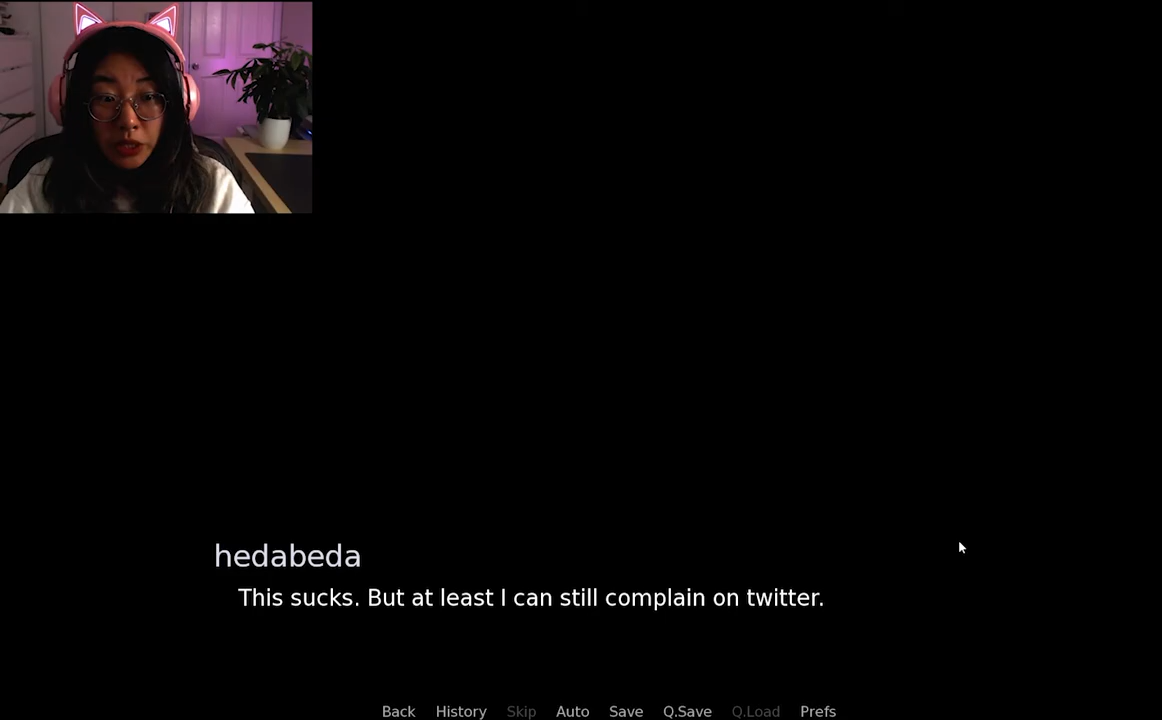 hedabeda
This sucks. But at least I can still complain on twitter.
Back History Skip Auto Save Q.Save Q.Load Prefs